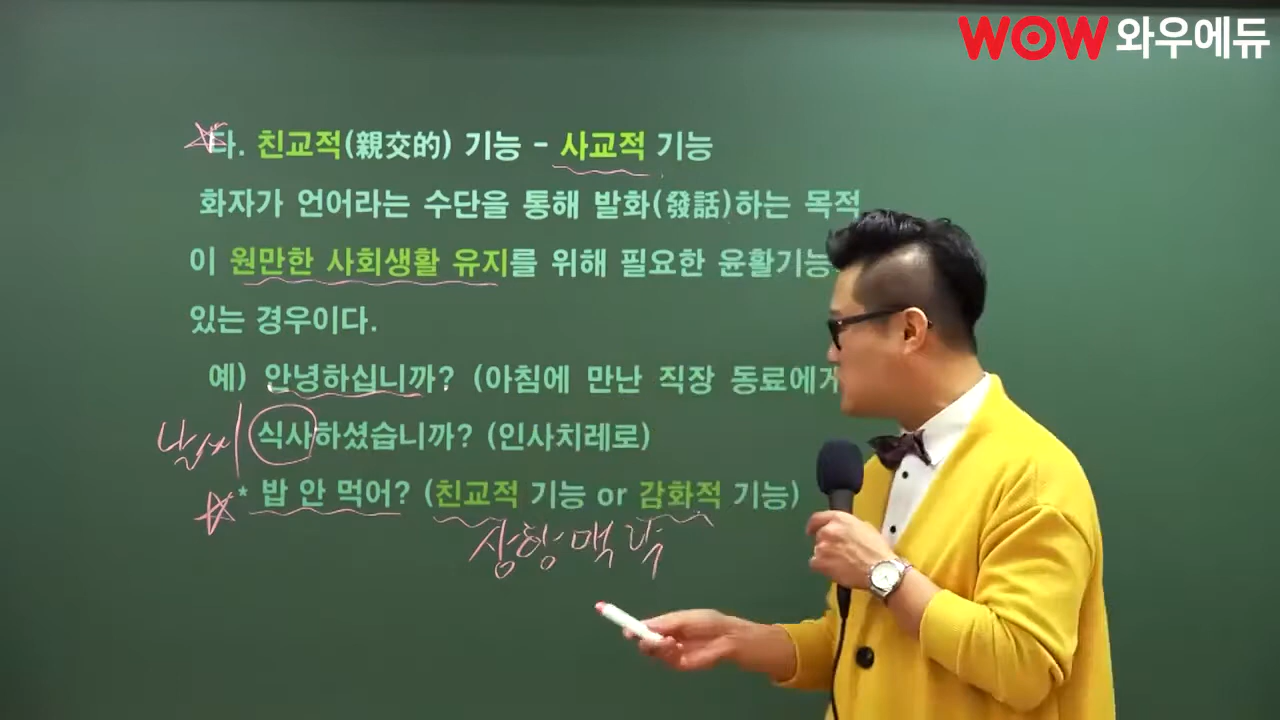 WOW 와우에듀
다. 친교적(親交的) 기능 - 사교적 기능
화자가 언어라는 수단을 통해 발화(發話)하는 목적
이 원만한 사회생활 유지를 위해 필요한 윤활기능
있는 경우이다.
예) 안녕하십니까? (아침에 만난 직장 동료에게
날씨 식사하셨습니까? (인사치레로)
* 밥 안 먹어? (친교적 기능 or 감화적 기능)
상황맥락